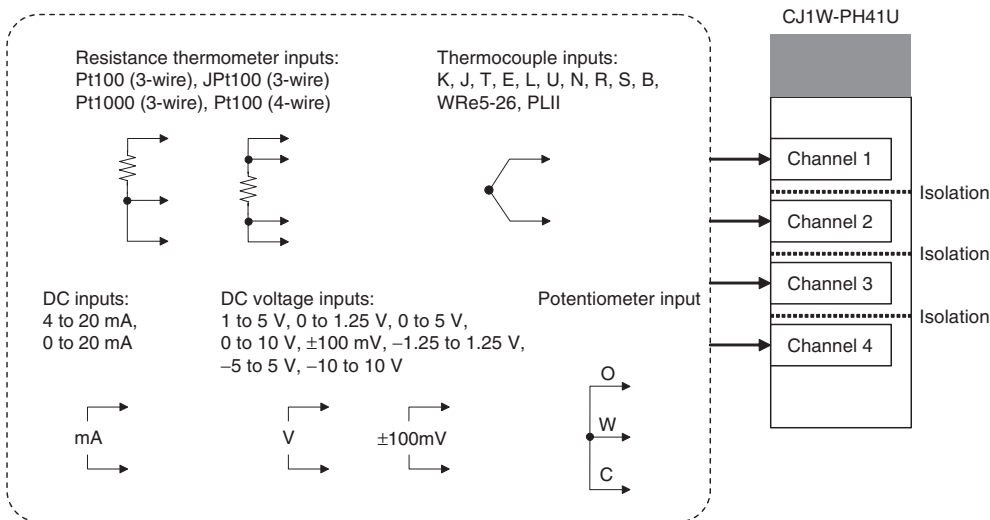 CJ1W-PH41U
Resistance thermometer inputs:
Pt100 (3-wire), JPt100 (3-wire)
Pt1000 (3-wire), Pt100 (4-wire)
Thermocouple inputs:
K, J, T, E, L, U, N, R, S, B,
WRe5-26, PLII
Channel 1
Isolation
Channel 2
Isolation
Channel 3
Isolation
Channel 4
DC inputs:
4 to 20 mA,
0 to 20 mA
DC voltage inputs:
1 to 5 V, 0 to 1.25 V, 0 to 5 V,
0 to 10 V, ±100 mV, −1.25 to 1.25 V,
−5 to 5 V, −10 to 10 V
Potentiometer input
mA
V
±100mV
O
W
C